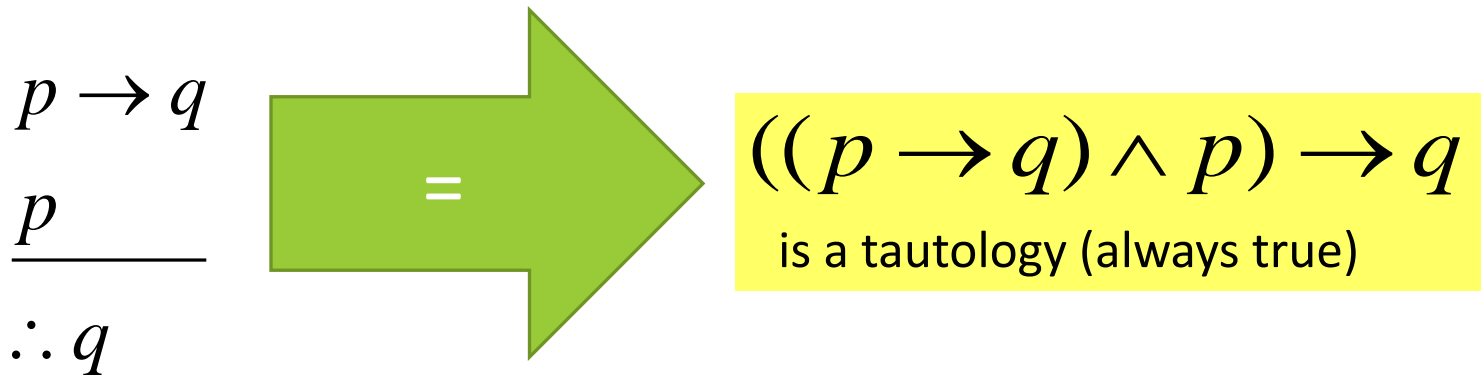 p → q
p
∴ q
=
((p → q) ∧ p) → q
is a tautology (always true)